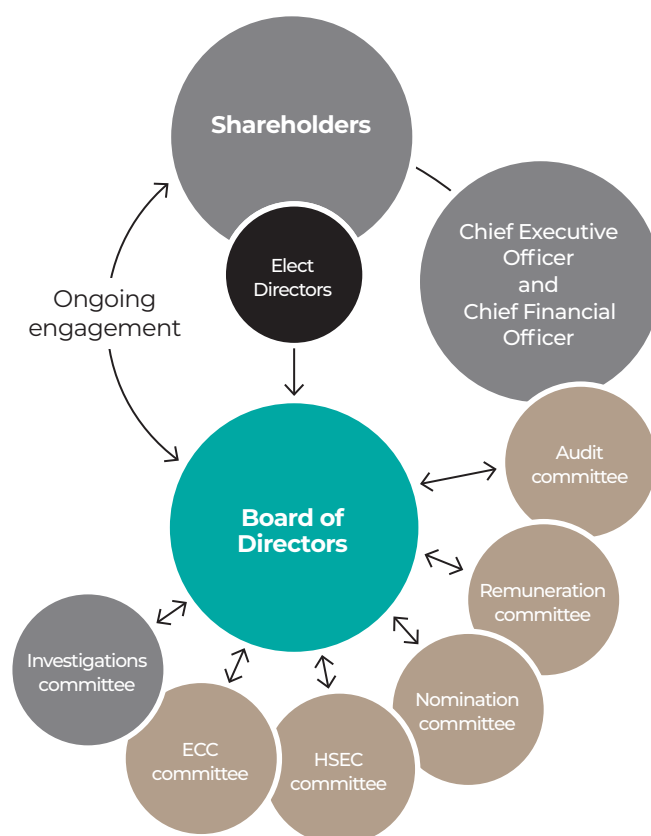 Shareholders
Elect
Directors
Chief Executive
Officer
and
Chief Financial
Officer
Ongoing
engagement
Audit
committee
Board of
Directors
Remuneration
committee
Investigations
committee
Nomination
committee
ECC
committee
HSEC
committee